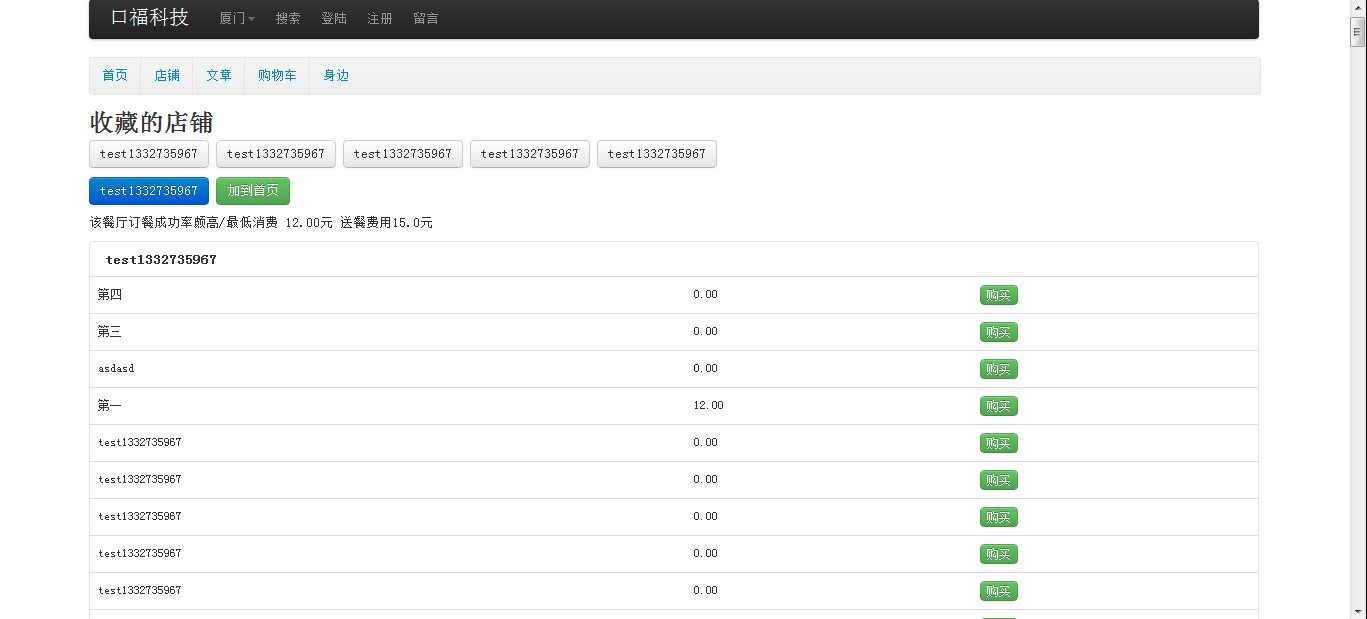 口福科技 厦门 搜索 登陆 注册 留言
首页 店铺 文章 购物车 身边
收藏的店铺
test1332735967 test1332735967 test1332735967 test1332735967 test1332735967
test1332735967 加到首页
该餐厅订餐成功率颇高/最低消费 12.00元 送餐费用15.0元
test1332735967
第四 0.00 购买
第三 0.00 购买
asdasd 0.00 购买
第一 12.00 购买
test1332735967 0.00 购买
test1332735967 0.00 购买
test1332735967 0.00 购买
test1332735967 0.00 购买
test1332735967 0.00 购买